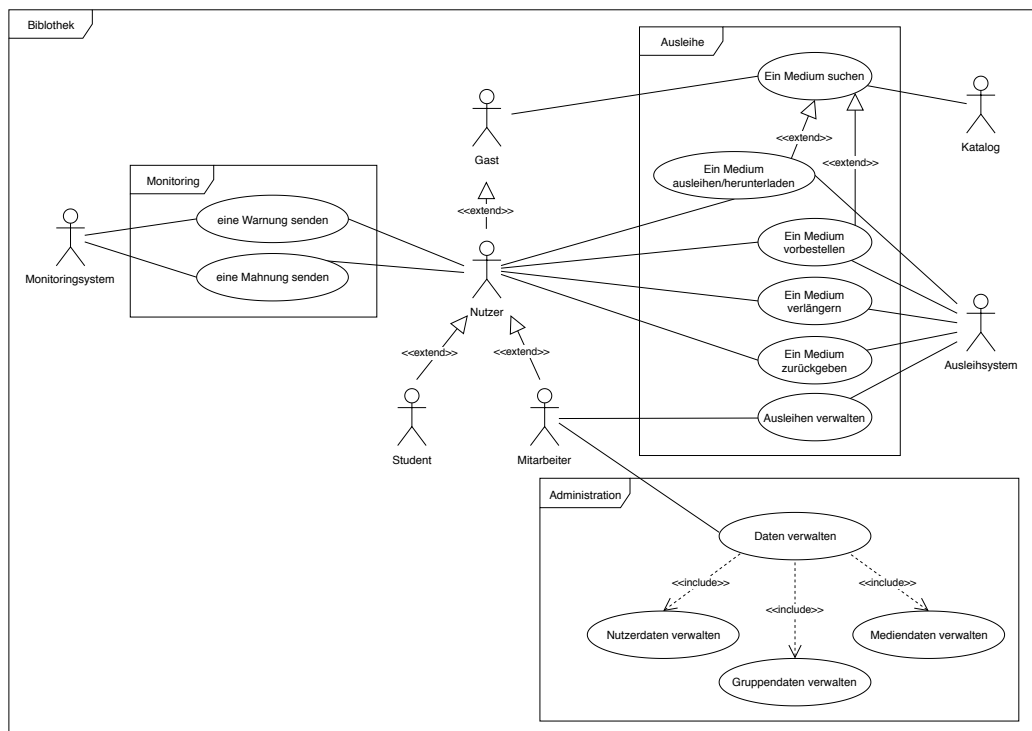 Biblothek
Ausleihe
Ein Medium suchen
Gast
<<extend>>
Katalog
<<extend>>
Monitoring
Ein Medium
ausleihen/herunterladen
<<extend>>
eine Warnung senden
Ein Medium
vorbestellen
Monitoringsystem
eine Mahnung senden
Nutzer
Ein Medium
verlängern
<<extend>>
<<extend>>
Ein Medium
zurückgeben
Ausleihsystem
Ausleihen verwalten
Student
Mitarbeiter
Administration
Daten verwalten
<<include>>
<<include>>
<<include>>
Nutzerdaten verwalten
Mediendaten verwalten
Gruppendaten verwalten